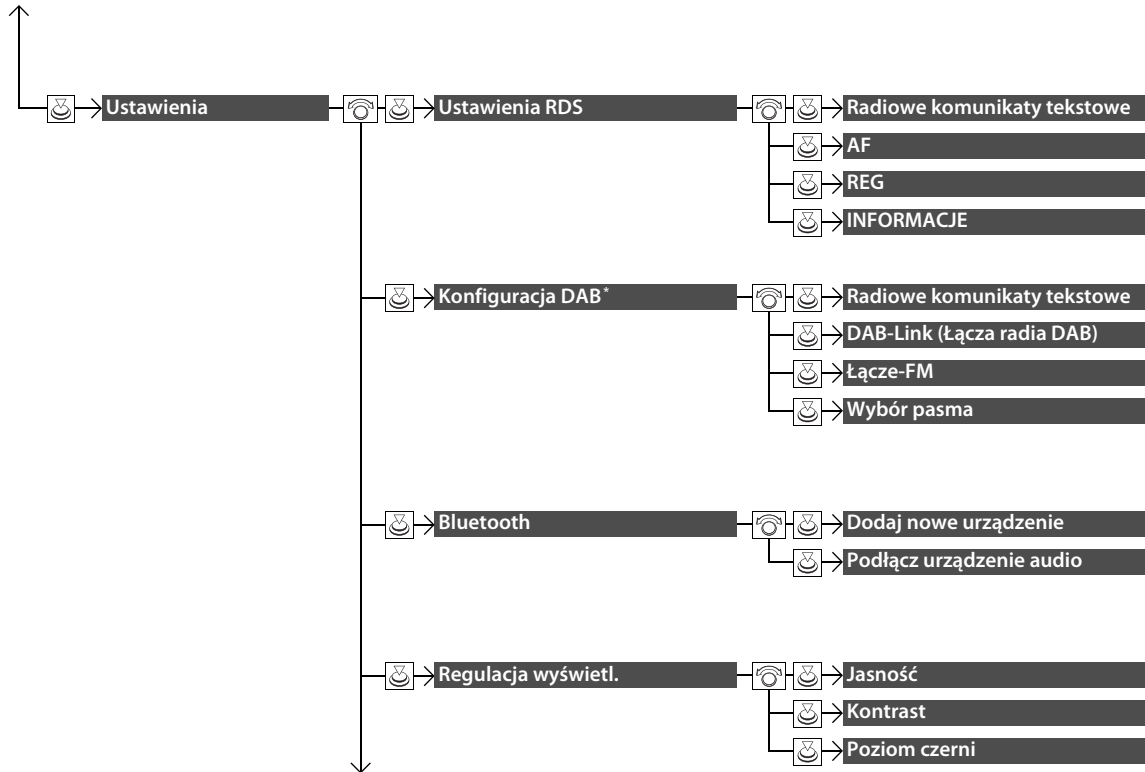 Ustawienia
Ustawienia RDS
Radiowe komunikaty tekstowe
AF
REG
INFORMACJE
Konfiguracja DAB*
Radiowe komunikaty tekstowe
DAB-Link (Łącza radia DAB)
Łącze-FM
Wybór pasma
Bluetooth
Dodaj nowe urządzenie
Podłącz urządzenie audio
Regulacja wyświetl.
Jasność
Kontrast
Poziom czerni